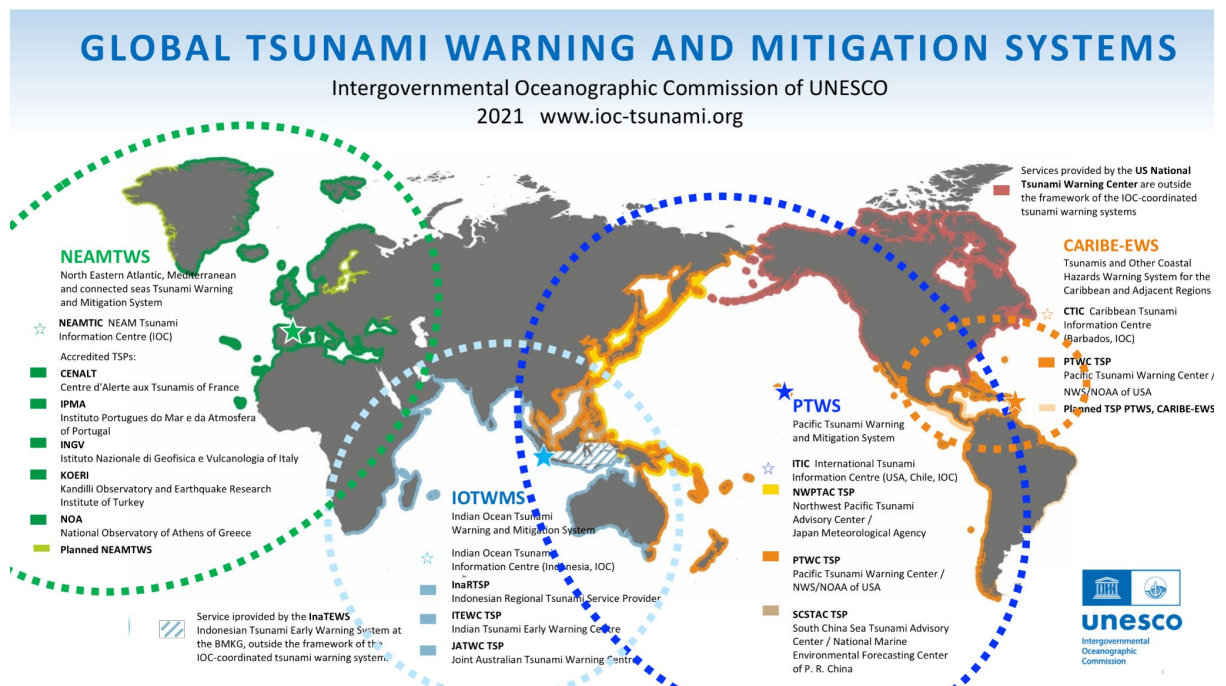 GLOBAL TSUNAMI WARNING AND MITIGATION SYSTEMS
Intergovernmental Oceanographic Commission of UNESCO
2021 www.ioc-tsunami.org
Services provided by the US National
Tsunami Warning Center are outside
the framework of the IOC-coordinated
tsunami warning systems
NEAMTWS
North Eastern Atlantic, Mediterranean
and connected seas Tsunami Warning
and Mitigation System
NEAMTIC NEAM Tsunami
Information Centre (IOC)
Accredited TSPs:
CENALT
Centre d'Alerte aux Tsunamis of France
IPMA
Instituto Portugues do Mar e da Atmosfera
of Portugal
INGV
Istituto Nazionale di Geofisica e Vulcanologia of Italy
KOERI
Kandilli Observatory and Earthquake Research
Institute of Turkey
NOA
National Observatory of Athens of Greece
Planned NEAMTWS
CARIBE-EWS
Tsunamis and Other Coastal
Hazards Warning System for the
Caribbean and Adjacent Regions
CTIC Caribbean Tsunami
Information Centre
(Barbados, IOC)
PTWC TSP
Pacific Tsunami Warning Center /
NWS/NOAA of USA
Planned TSP PTWS, CARIBE-EWS
IOTWMS
Indian Ocean Tsunami
Warning and Mitigation System
Indian Ocean Tsunami
Information Centre (Indonesia, IOC)
InaRTSP
Indonesian Regional Tsunami Service Provider
ITEWC TSP
Indian Tsunami Early Warning Centre
JATWC TSP
Joint Australian Tsunami Warning Centre
PTWS
Pacific Tsunami Warning
and Mitigation System
ITIC International Tsunami
Information Centre (USA, Chile, IOC)
NWPTAC TSP
Northwest Pacific Tsunami
Advisory Center /
Japan Meteorological Agency
PTWC TSP
Pacific Tsunami Warning Center /
NWS/NOAA of USA
SCSTAC TSP
South China Sea Tsunami Advisory
Center / National Marine
Environmental Forecasting Center
of P. R. China
Service iprovided by the InaTEWS
Indonesian Tsunami Early Warning System at
the BMKG, outside the framework of the
IOC-coordinated tsunami warning system
unesco
Intergovernmental
Oceanographic
Commission